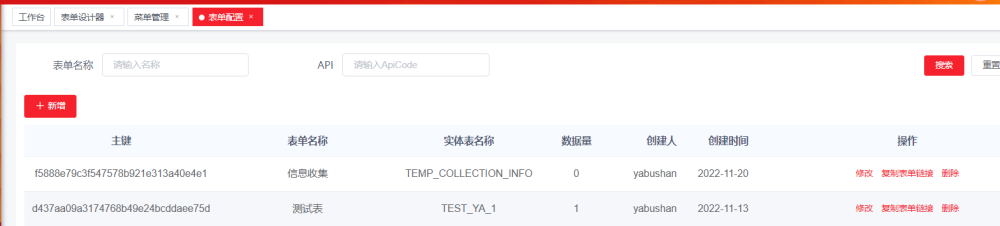 工作台 表单设计器 × 菜单管理 × 表单配置 ×
表单名称 请输入名称 API 请输入ApiCode 搜索 重置
+ 新增
主键 表单名称 实体表名称 数据量 创建人 创建时间 操作
f5888e79c3f547578b921e313a40e4e1 信息收集 TEMP_COLLECTION_INFO 0 yabushan 2022-11-20 修改 复制表单链接 删除
d437aa09a3174768b49e24bcddaee75d 测试表 TEST_YA_1 1 yabushan 2022-11-13 修改 复制表单链接 删除